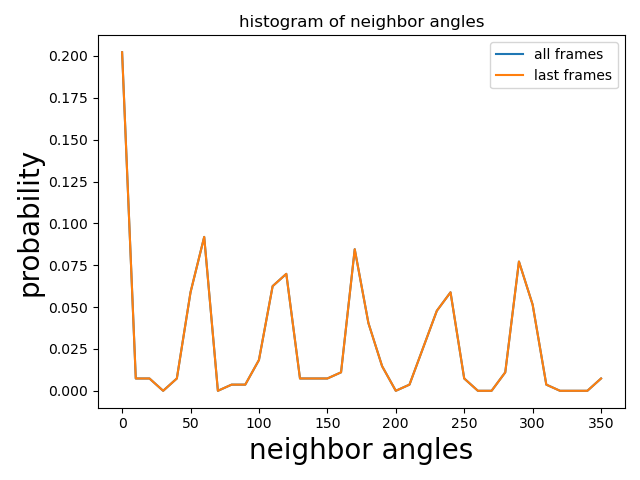 histogram of neighbor angles
all frames
last frames
probability
0.200
0.175
0.150
0.125
0.100
0.075
0.050
0.025
0.000
0 50 100 150 200 250 300 350
neighbor angles